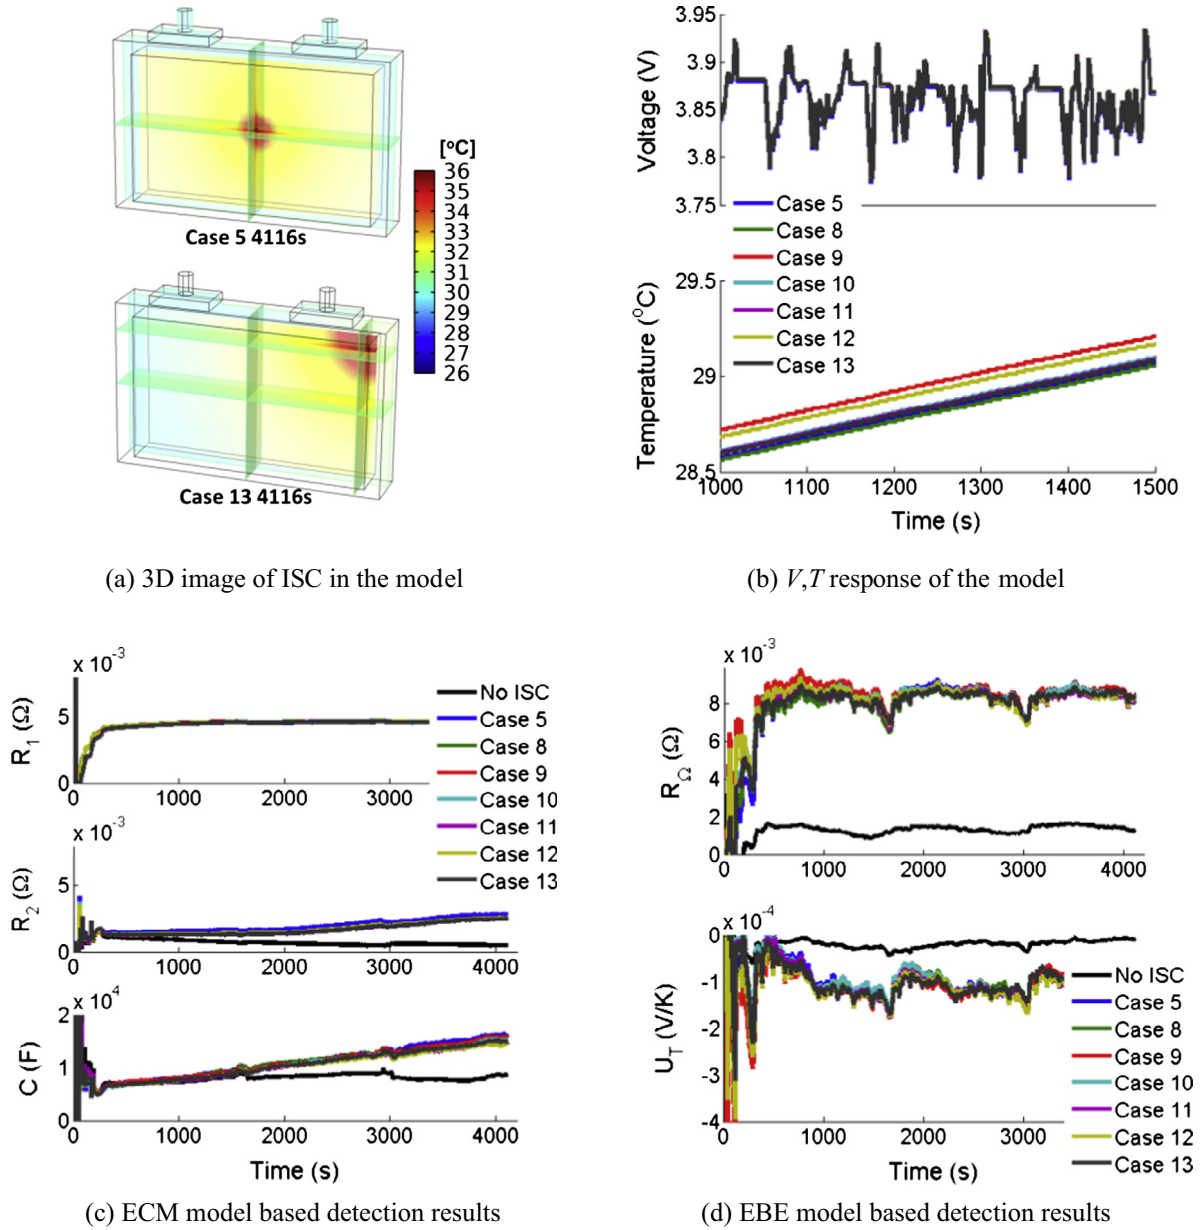 [°C]
36
35
34
33
32
31
30
29
28
27
26
Case 5 4116s
Case 13 4116s
(a) 3D image of ISC in the model
3.95
3.9
3.85
3.8
3.75
Voltage (V)
Case 5
Case 8
Case 9
Case 10
Case 11
Case 12
Case 13
29.5
29
28.5
Temperature (°C)
1000 1100 1200 1300 1400 1500
Time (s)
(b) V,T response of the model
x 10-3
5
0
R1 (Ω)
0 1000 2000 3000
No ISC
Case 5
Case 8
Case 9
Case 10
Case 11
Case 12
Case 13
x 10-3
5
0
R2 (Ω)
0 1000 2000 3000 4000
x 10^4
2
1
0
C (F)
0 1000 2000 3000 4000
Time (s)
(c) ECM model based detection results
x 10-3
8
6
4
2
0
RΩ (Ω)
0 1000 2000 3000 4000
x 10-4
0
-1
-2
-3
-4
UT (V/K)
0 1000 2000 3000
Time (s)
No ISC
Case 5
Case 8
Case 9
Case 10
Case 11
Case 12
Case 13
(d) EBE model based detection results